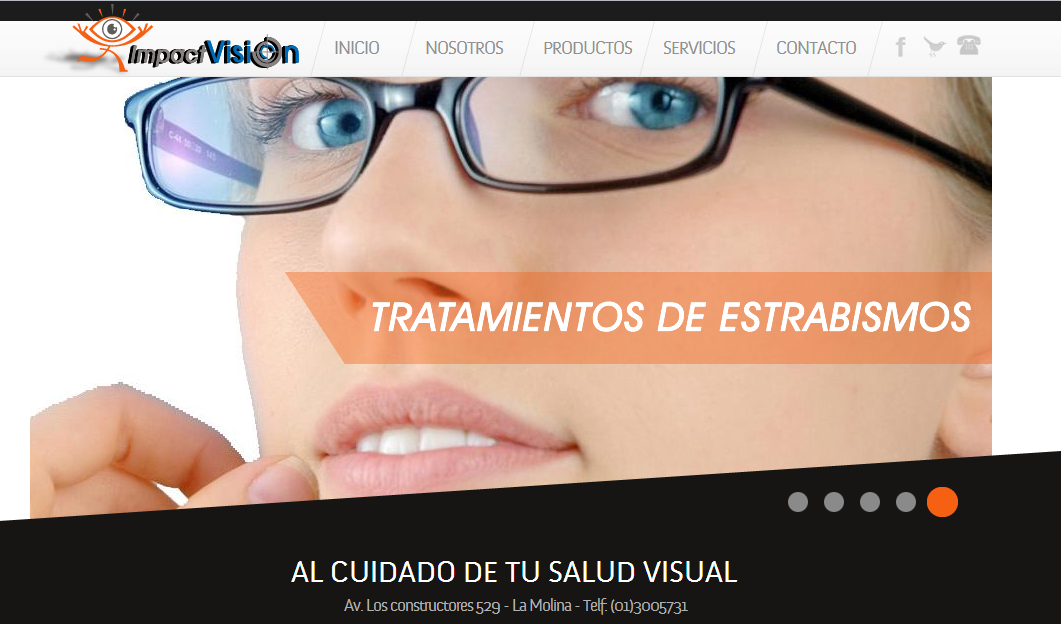 ImpactVisión
INICIO
NOSOTROS
PRODUCTOS
SERVICIOS
CONTACTO
TRATAMIENTOS DE ESTRABISMOS
AL CUIDADO DE TU SALUD VISUAL
Av. Los constructores 529 - La Molina - Telf: (01)3005731